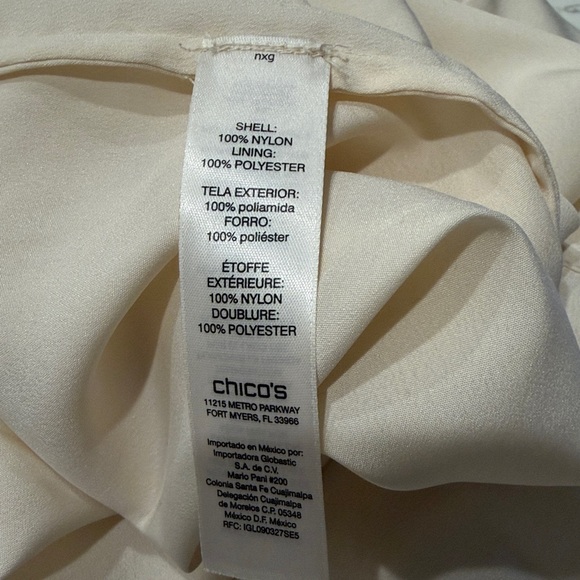 nxg
SHELL:
100% NYLON
LINING:
100% POLYESTER
TELA EXTERIOR:
100% poliamida
FORRO:
100% poliéster
ÉTOFFE
EXTÉRIEURE:
100% NYLON
DOUBLURE:
100% POLYESTER
chico's
11215 METRO PARKWAY
FORT MYERS, FL 33966
Importado en México por:
Importadora Globastic
S.A. de C.V.
Mario Pani #200
Colonia Santa Fe Cuajimalpa
Delegación Cuajimalpa
de Morelos C.P. 05348
México D.F. México
RFC: IGL090327SE5